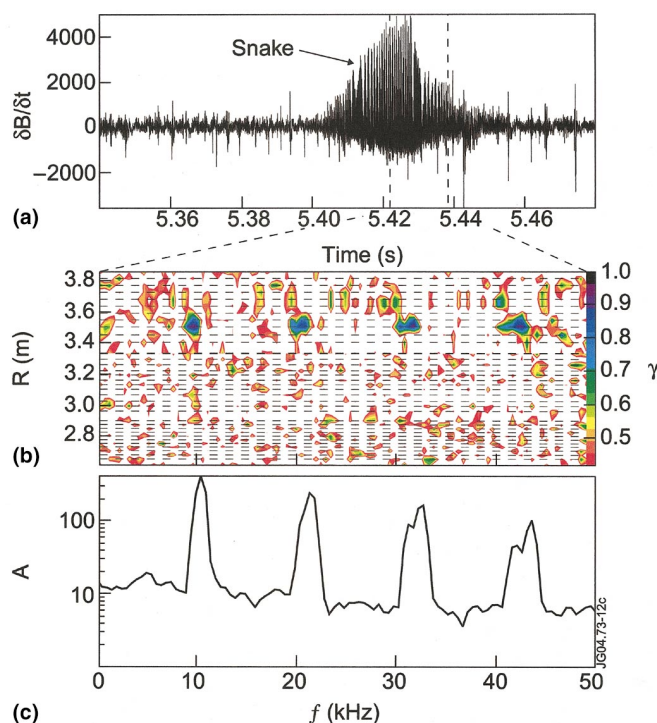 4000
Snake
2000
δB/δt
0
−2000
(a)
5.36 5.38 5.40 5.42 5.44 5.46
Time (s)
3.8
3.6
3.4
3.2
3.0
2.8
R (m)
(b)
1.0
0.9
0.8
0.7
0.6
0.5
γ
100
10
A
0 10 20 30 40 50
(c)
f (kHz)
JG04.73-12c